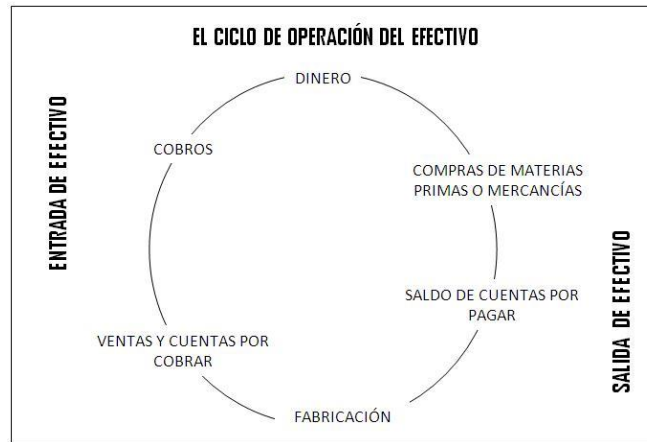 EL CICLO DE OPERACIÓN DEL EFECTIVO
DINERO
ENTRADA DE EFECTIVO
COBROS
COMPRAS DE MATERIAS
PRIMAS O MERCANCÍAS
SALDO DE CUENTAS POR
PAGAR
SALIDA DE EFECTIVO
VENTAS Y CUENTAS POR
COBRAR
FABRICACIÓN